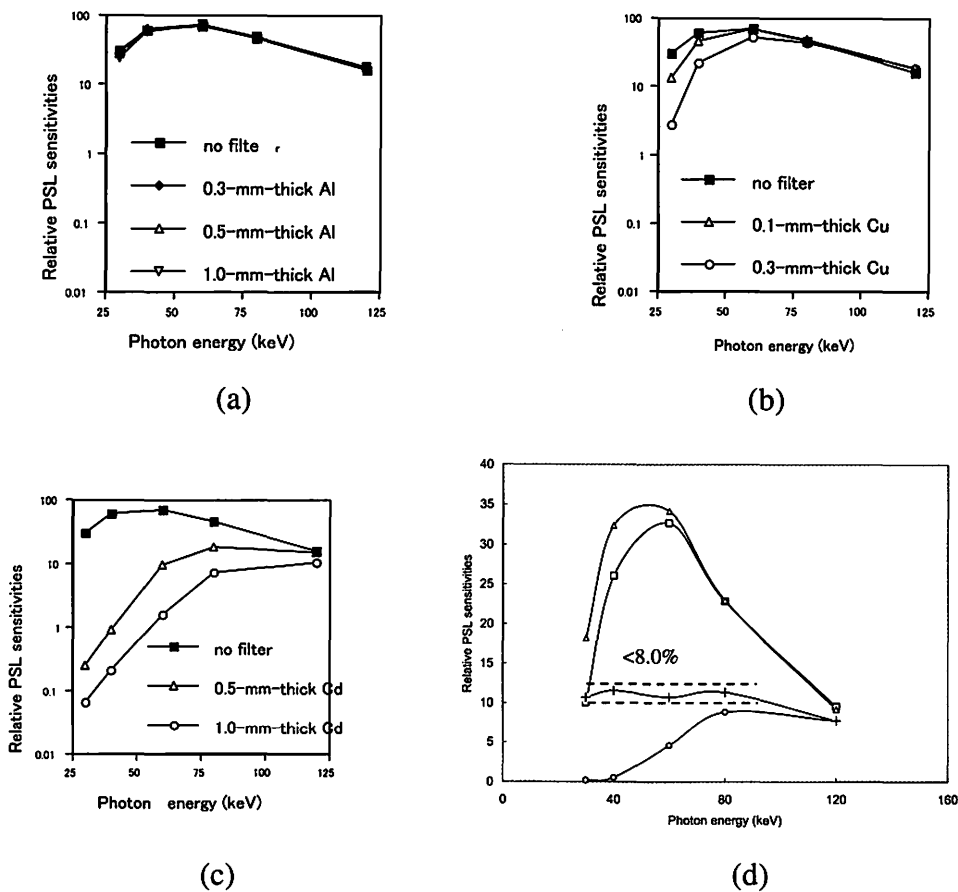 100
10
1
0.1
0.01
25 50 75 100 125
Relative PSL sensitivities
no filte r
0.3-mm-thick Al
0.5-mm-thick Al
1.0-mm-thick Al
Photon energy (keV)
(a)
100
10
1
0.1
0.01
25 50 75 100 125
Relative PSL sensitivities
no filter
0.1-mm-thick Cu
0.3-mm-thick Cu
Photon energy (keV)
(b)
100
10
1
0.1
0.01
25 50 75 100 125
Relative PSL sensitivities
no filter
0.5-mm-thick Cd
1.0-mm-thick Cd
Photon energy (keV)
(c)
40
35
30
25
20
15
10
5
0
0 40 80 120 160
Relative PSL sensitivities
<8.0%
Photon energy (keV)
(d)